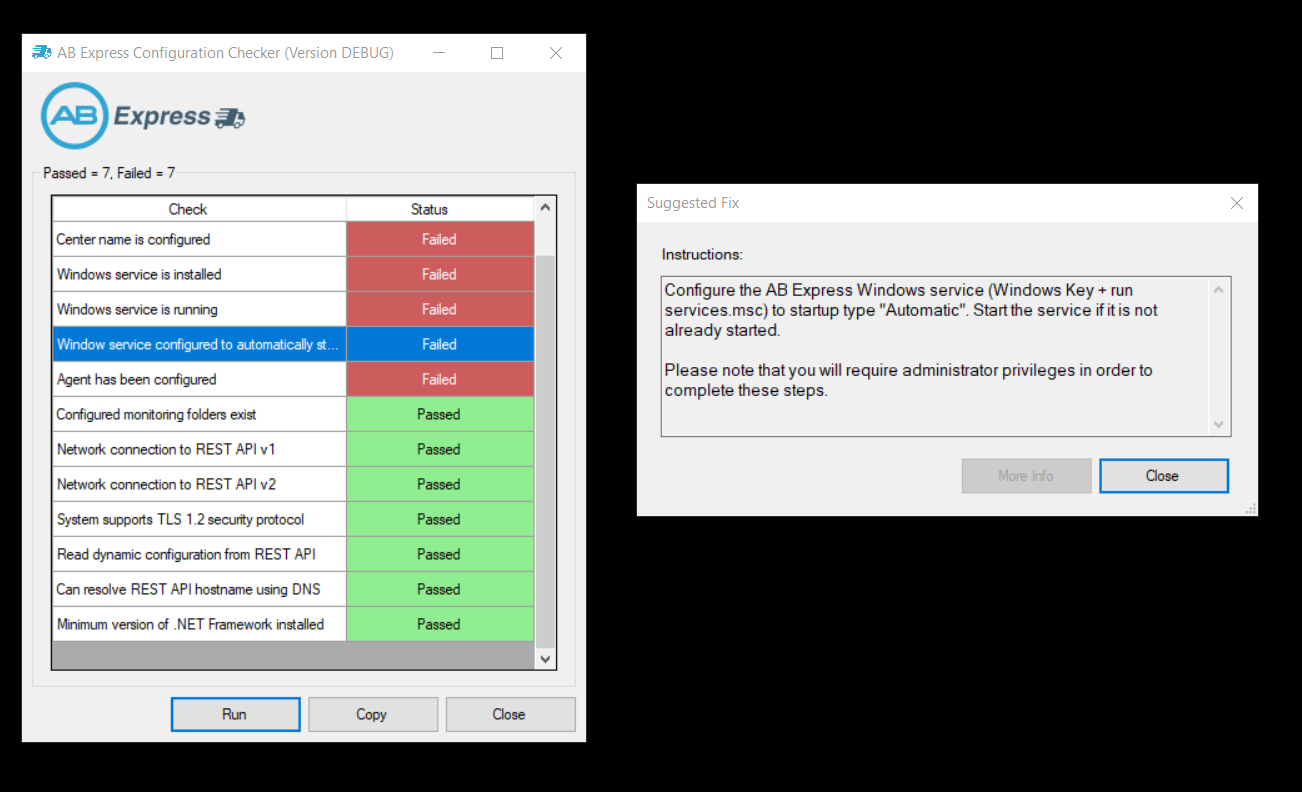 AB Express Configuration Checker (Version DEBUG)
AB Express
Passed = 7, Failed = 7
Check Status
Center name is configured Failed
Windows service is installed Failed
Windows service is running Failed
Window service configured to automatically st... Failed
Agent has been configured Failed
Configured monitoring folders exist Passed
Network connection to REST API v1 Passed
Network connection to REST API v2 Passed
System supports TLS 1.2 security protocol Passed
Read dynamic configuration from REST API Passed
Can resolve REST API hostname using DNS Passed
Minimum version of .NET Framework installed Passed
Run Copy Close
Suggested Fix
Instructions:
Configure the AB Express Windows service (Windows Key + run
services.msc) to startup type "Automatic". Start the service if it is not
already started.
Please note that you will require administrator privileges in order to
complete these steps.
More Info Close